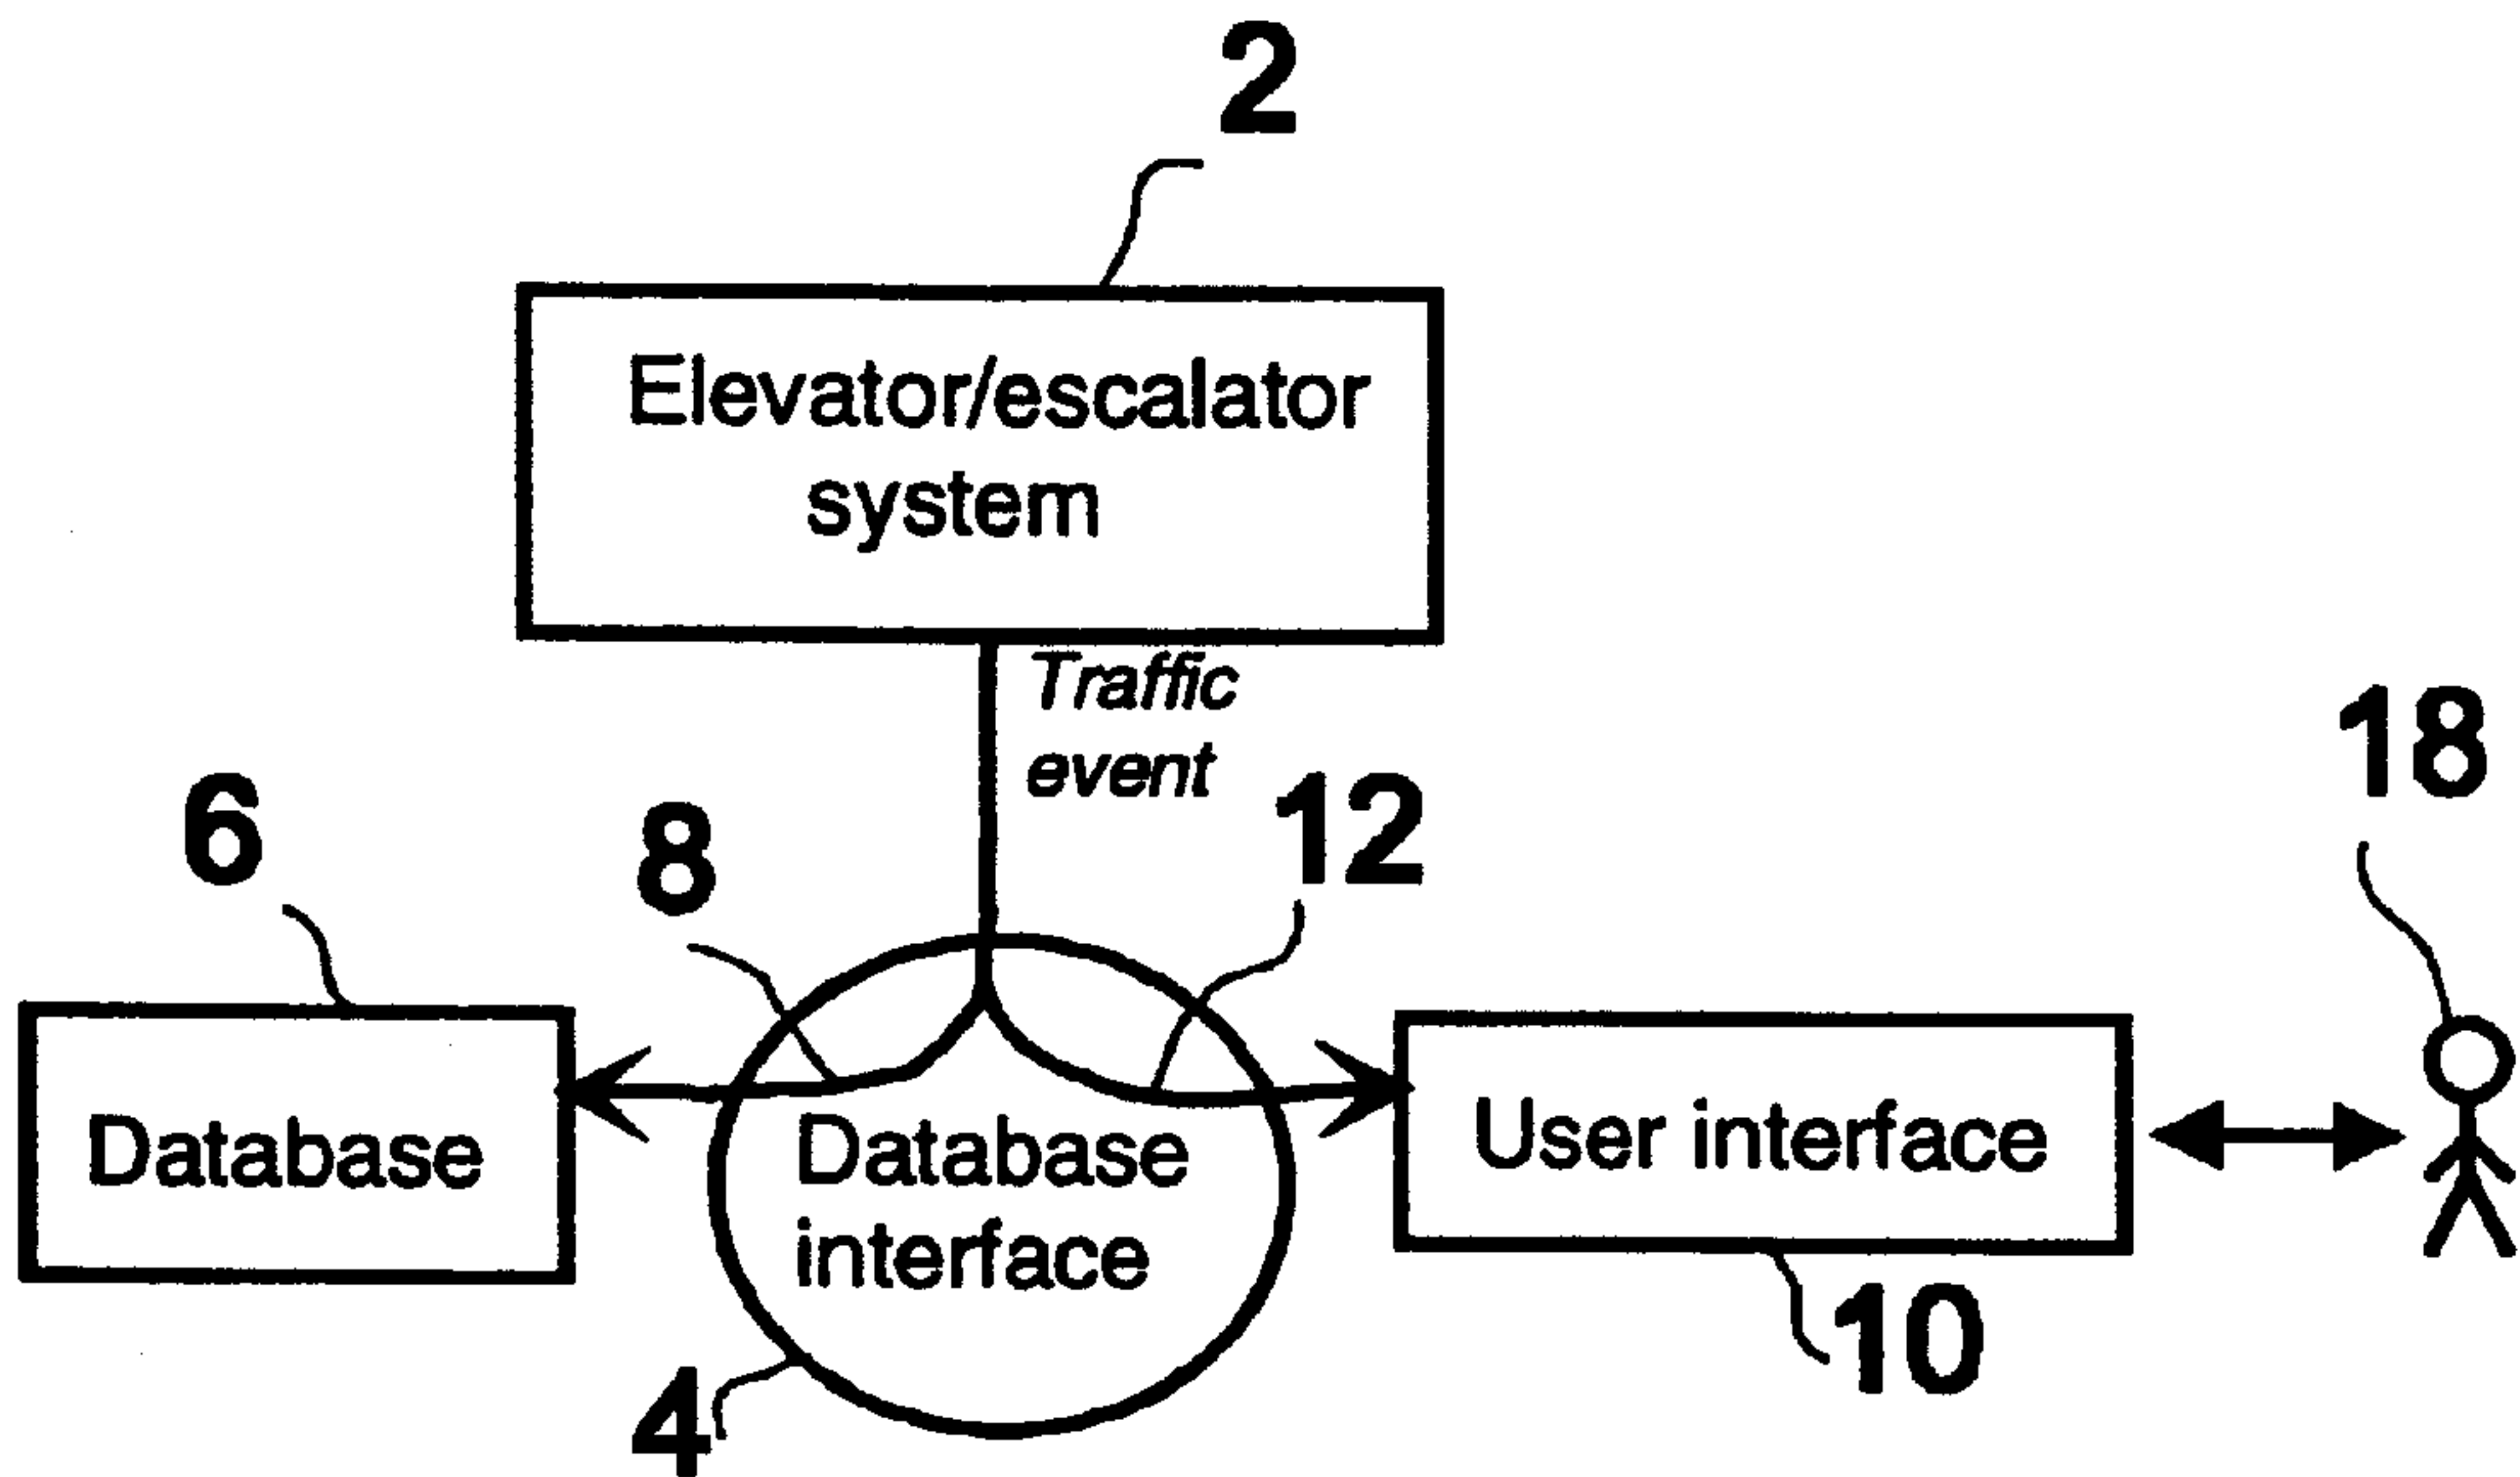 2
Elevator/escalator
system
Traffic
event
18
6
8
12
Database
Database
interface
User interface
10
4